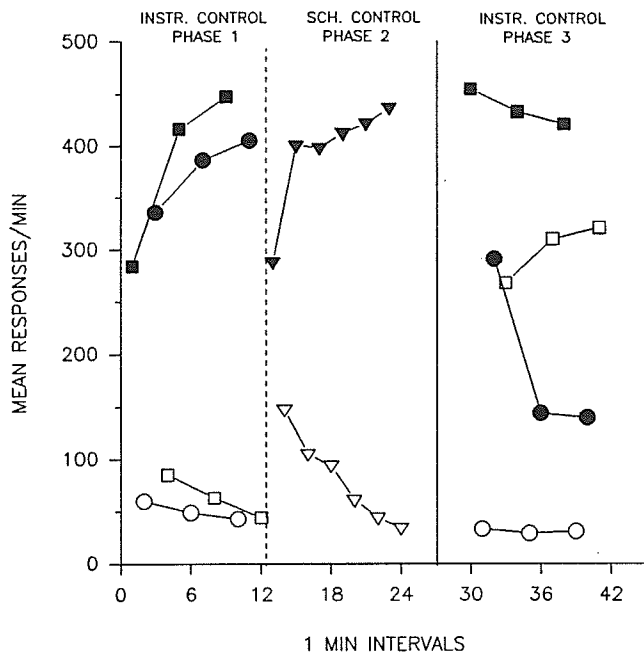 INSTR. CONTROL
PHASE 1
SCH. CONTROL
PHASE 2
INSTR. CONTROL
PHASE 3
500
400
300
200
100
0
MEAN RESPONSES/MIN
0 6 12 18 24 30 36 42
1 MIN INTERVALS